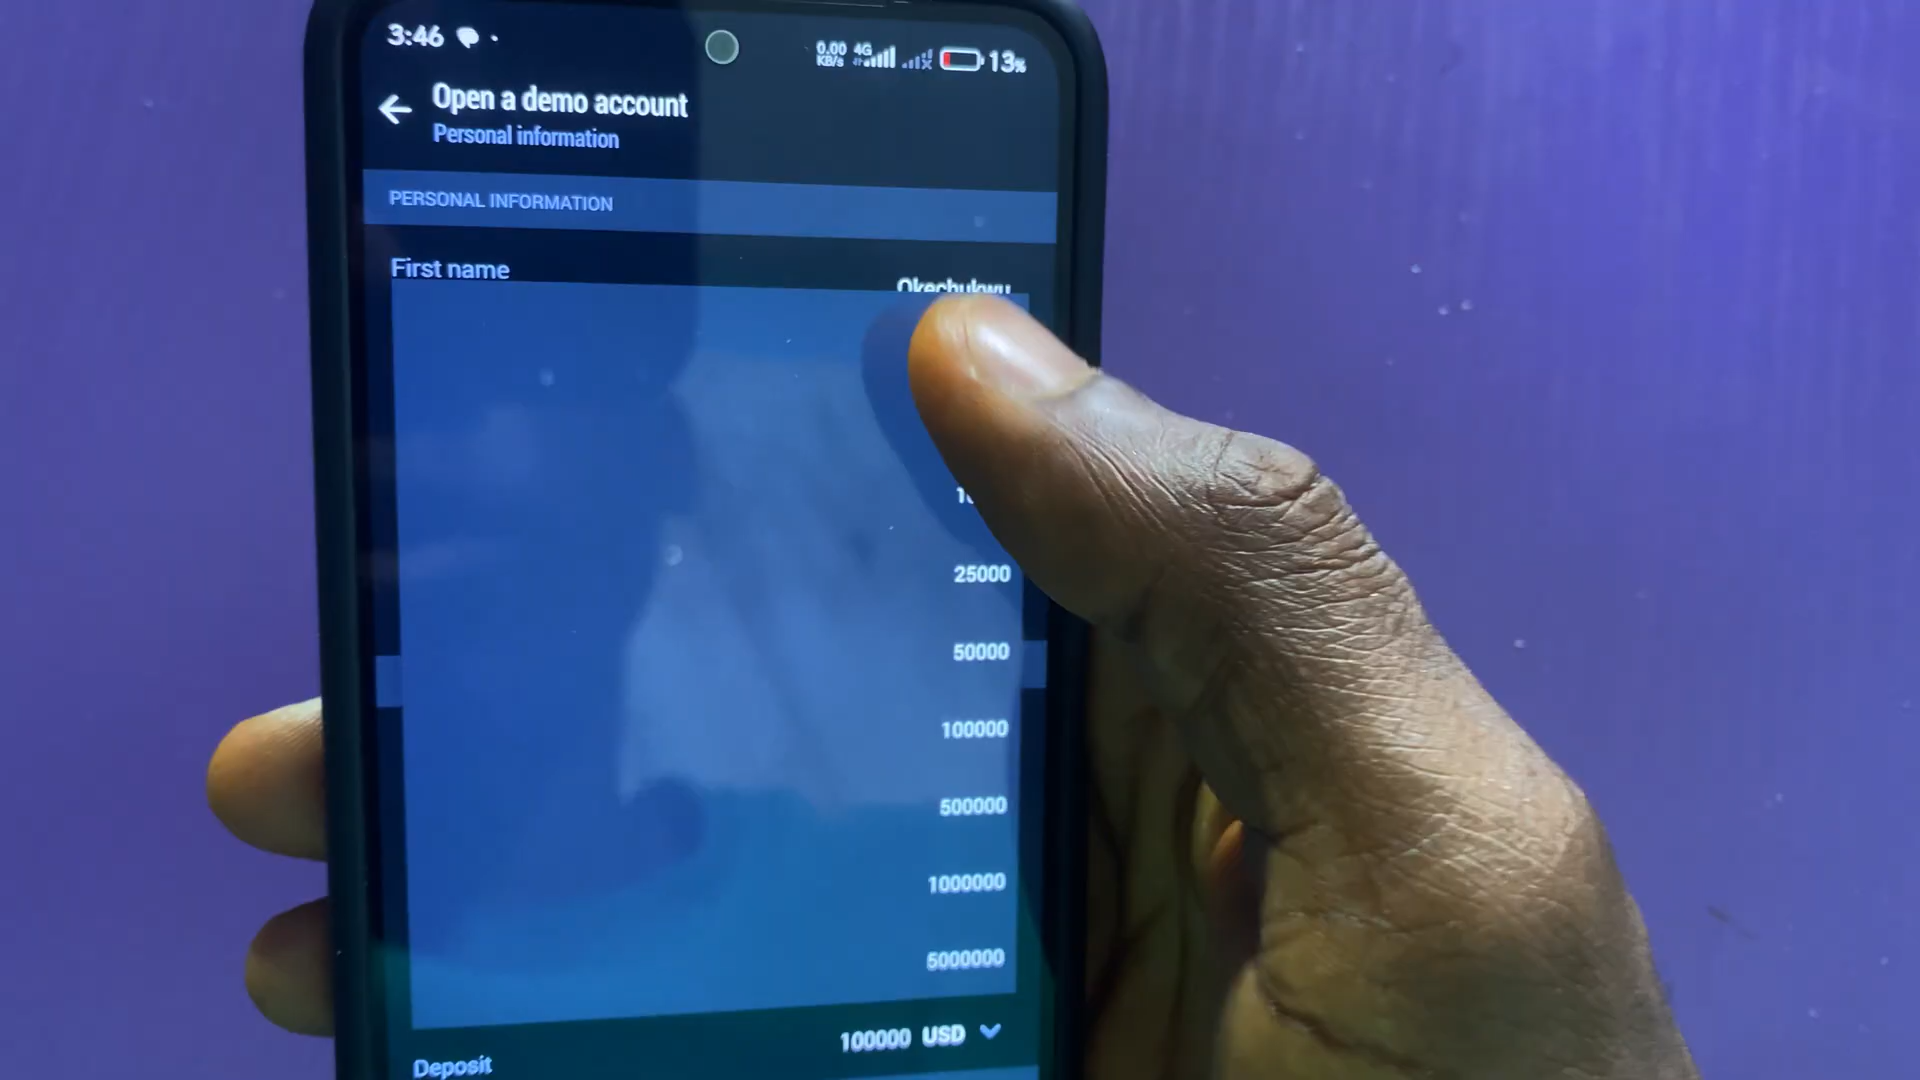 3:46
0.00 KB/s 4G 13%
Open a demo account
Personal information
PERSONAL INFORMATION
First name
Okechukwu
25000
50000
100000
500000
1000000
5000000
100000 USD
Deposit